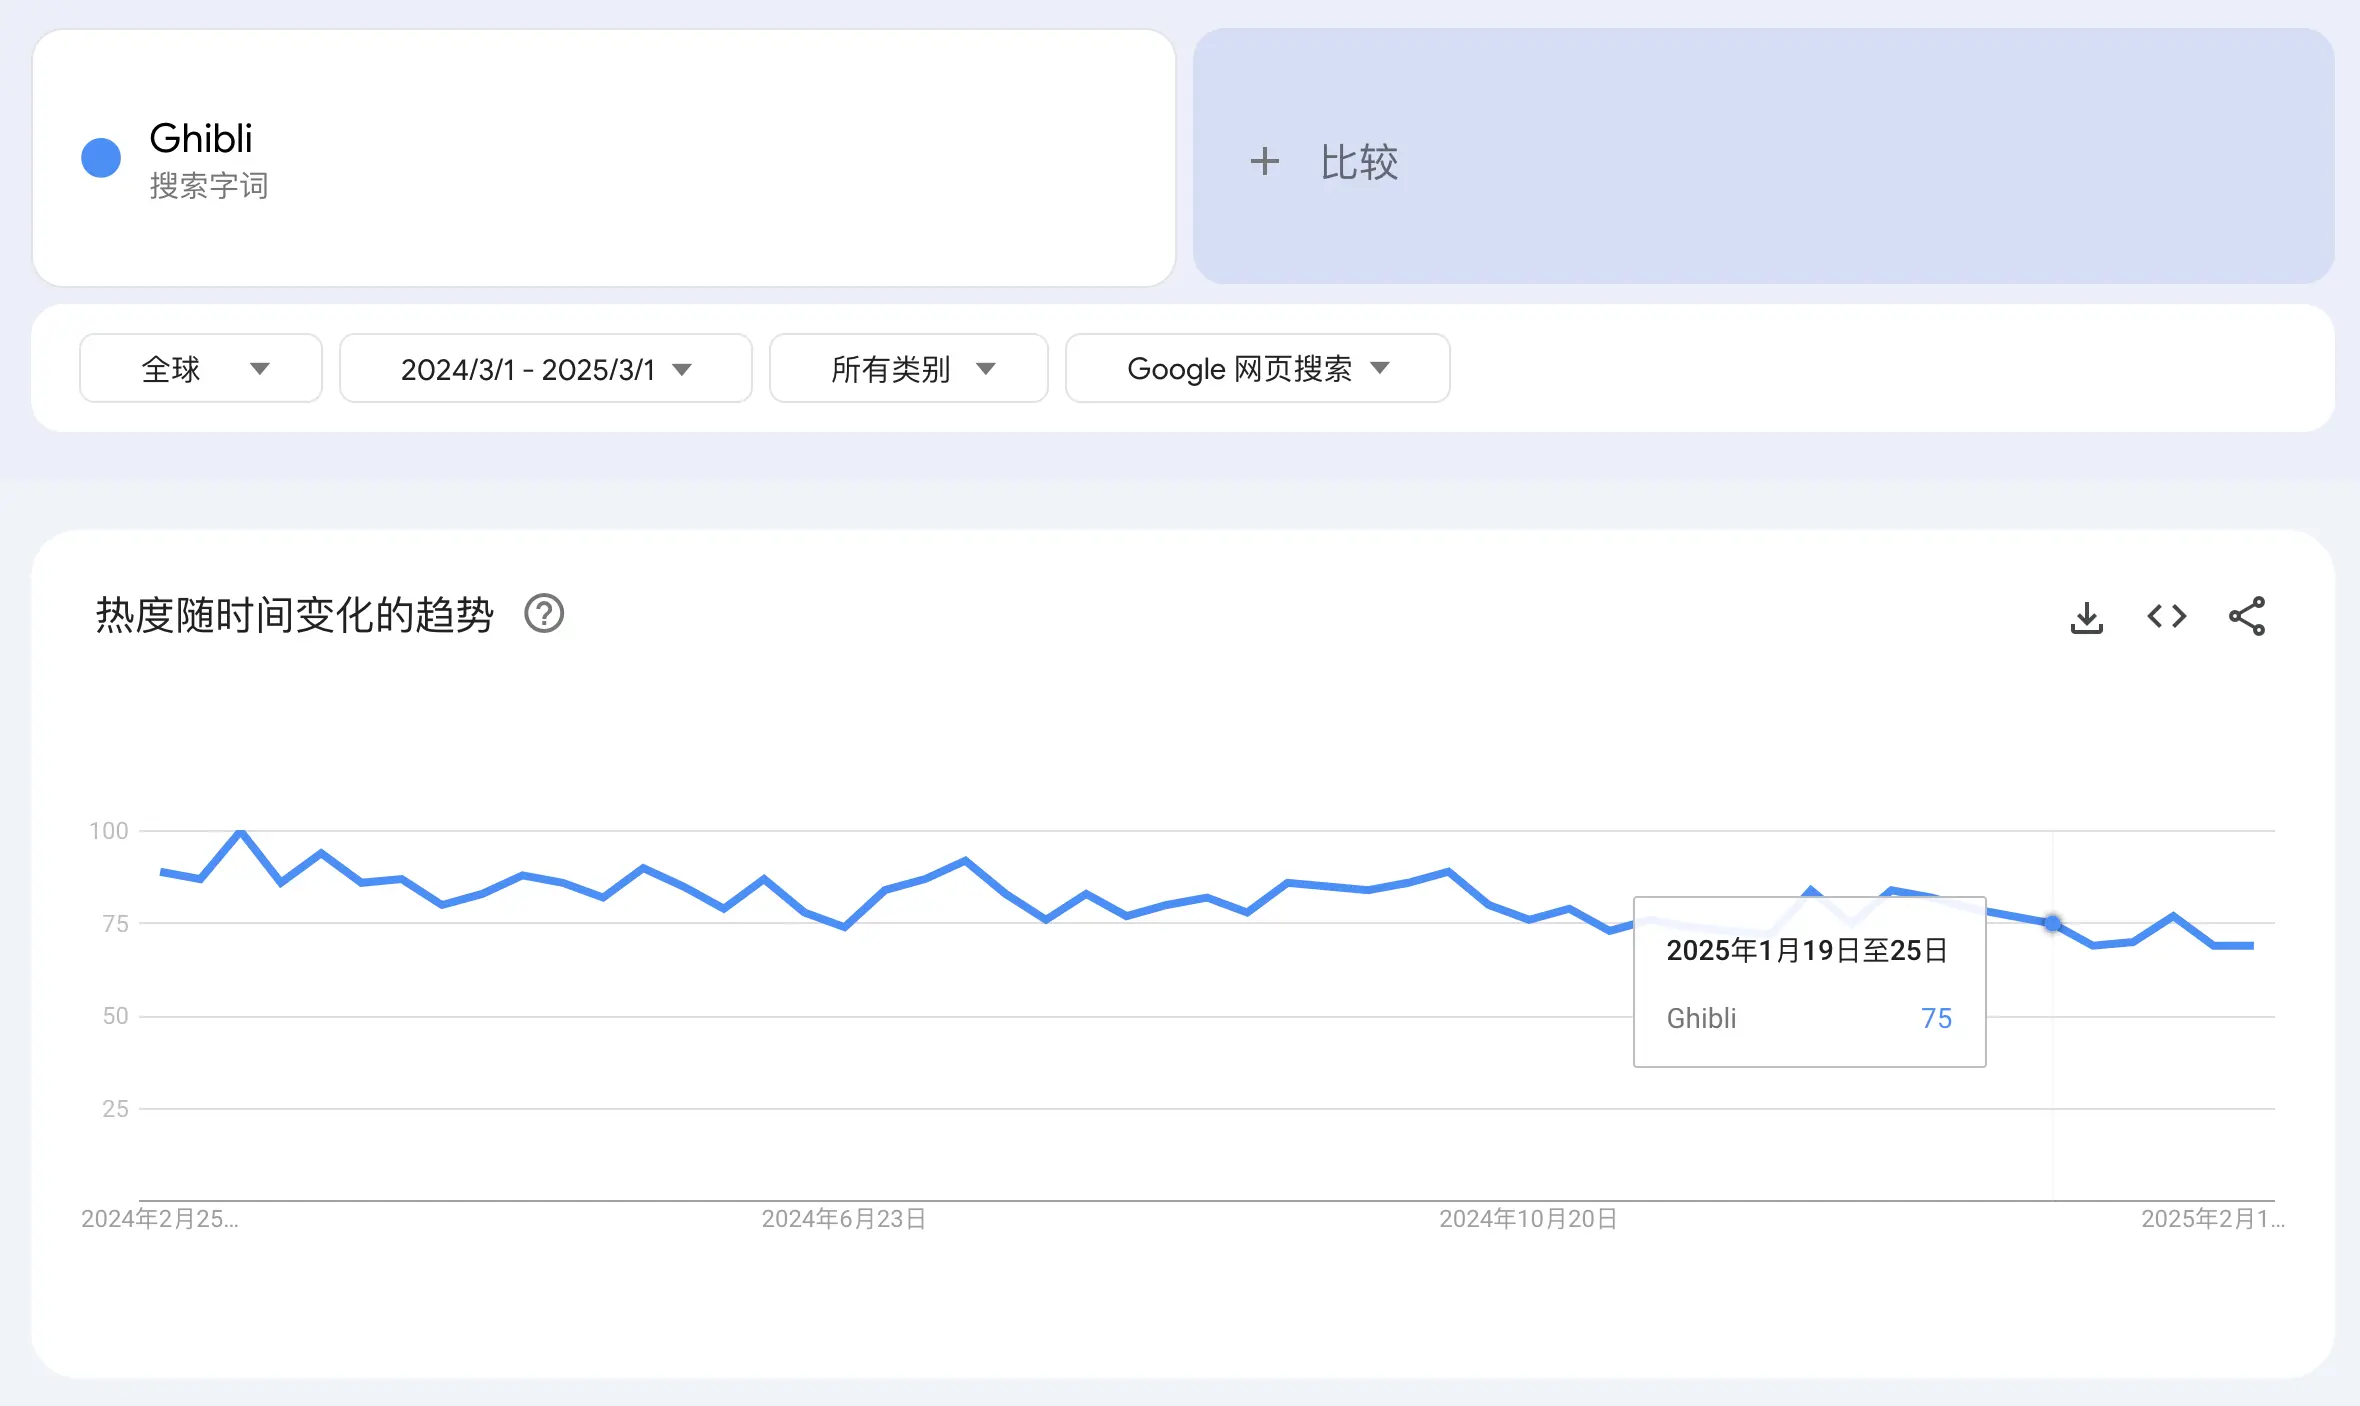 Ghibli
搜索字词
+ 比较
全球
2024/3/1 - 2025/3/1
所有类别
Google 网页搜索
热度随时间变化的趋势
100
75
50
25
2025年1月19日至25日
Ghibli 75
2024年2月25...
2024年6月23日
2024年10月20日
2025年2月1...